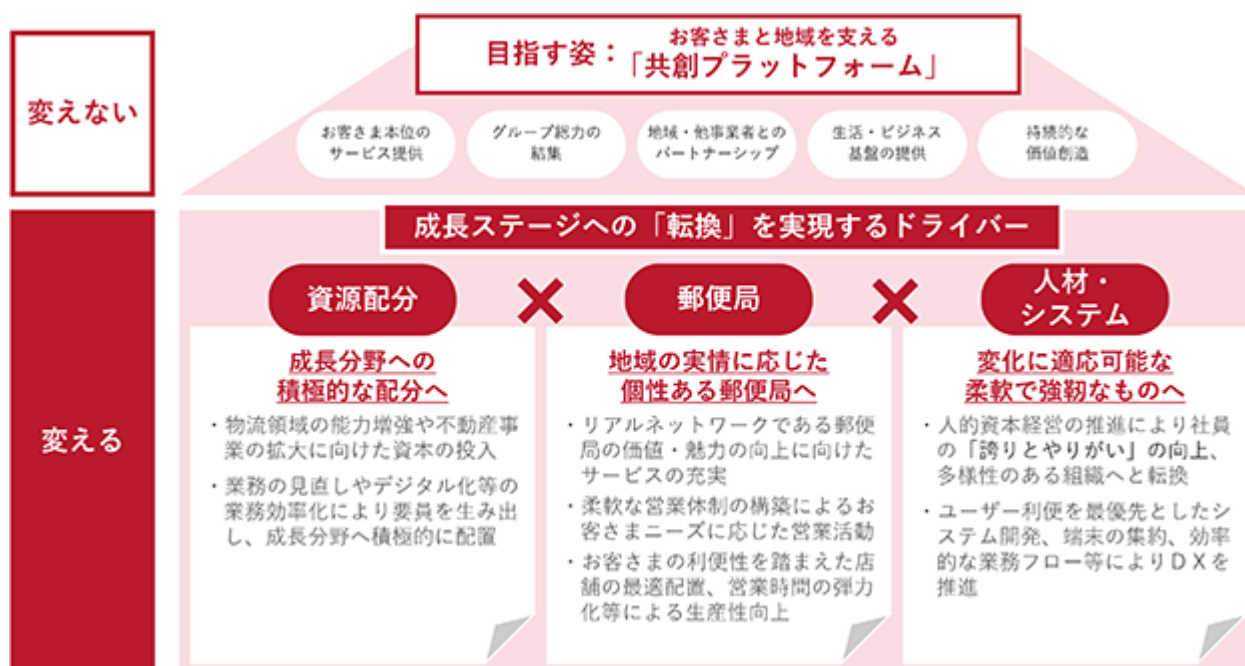 変えない
お客さまと地域を支える
目指す姿：「共創プラットフォーム」
お客さま本位の
サービス提供
グループ総力の
結集
地域・他事業者との
パートナーシップ
生活・ビジネス
基盤の提供
持続的な
価値創造
変える
成長ステージへの「転換」を実現するドライバー
資源配分
成長分野への
積極的な配分へ
・物流領域の能力増強や不動産事
業の拡大に向けた資本の投入
・業務の見直しやデジタル化等の
業務効率化により要員を生み出
し、成長分野へ積極的に配置
×
郵便局
地域の実情に応じた
個性ある郵便局へ
・リアルネットワークである郵便
局の価値・魅力の向上に向けた
サービスの充実
・柔軟な営業体制の構築によるお
客さまニーズに応じた営業活動
・お客さまの利便性を踏まえた店
舗の最適配置、営業時間の弾力
化等による生産性向上
×
人材・
システム
変化に適応可能な
柔軟で強靭なものへ
・人的資本経営の推進により社員
の「誇りとやりがい」の向上、
多様性のある組織へと転換
・ユーザー利便を最優先としたシ
ステム開発、端末の集約、効率
的な業務フロー等によりＤＸを
推進